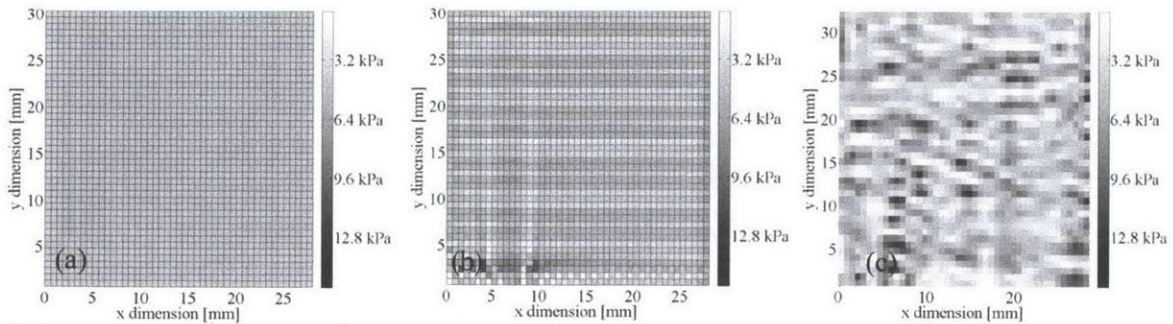 30
25
20
15
10
5
y dimension [mm]
(a)
0 5 10 15 20 25
x dimension [mm]
3.2 kPa
6.4 kPa
9.6 kPa
12.8 kPa
30
25
20
15
10
5
y dimension [mm]
(b)
0 5 10 15 20 25
x dimension [mm]
3.2 kPa
6.4 kPa
9.6 kPa
12.8 kPa
30
25
20
15
10
5
y dimension [mm]
(c)
0 10 20
x dimension [mm]
3.2 kPa
6.4 kPa
9.6 kPa
12.8 kPa